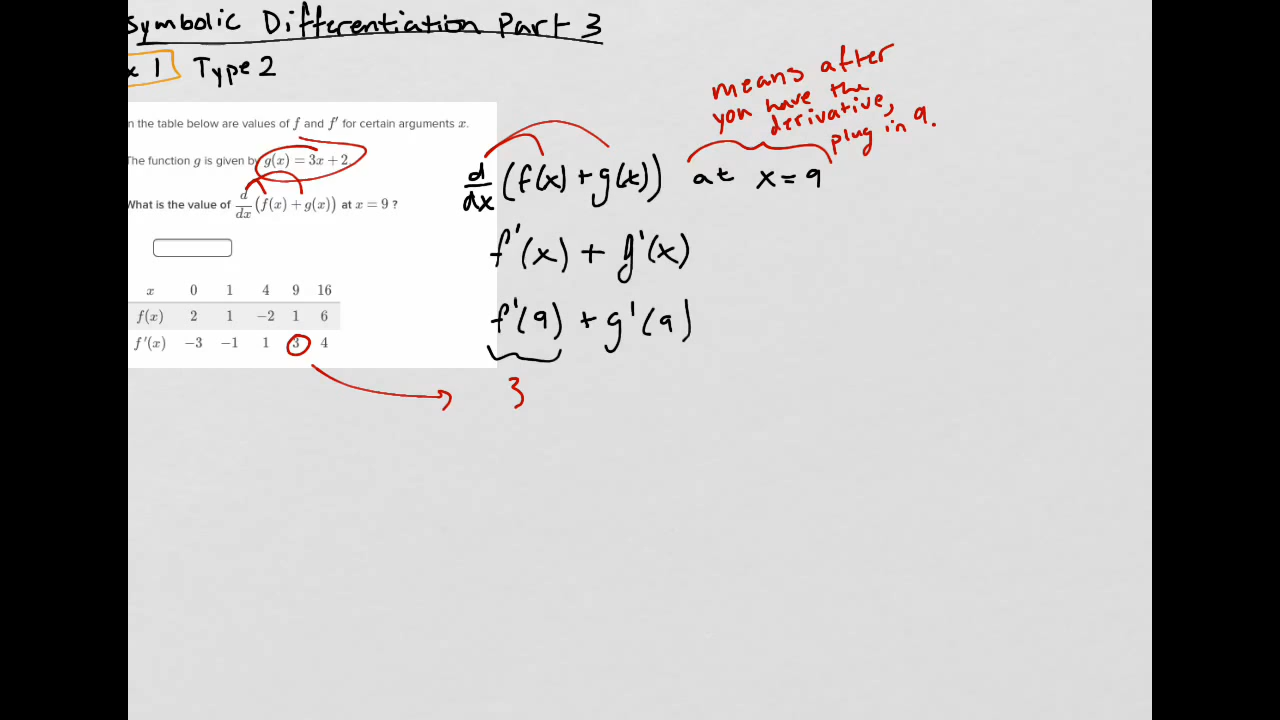 symbolic Differentiation Part 3
x 1 Type 2
n the table below are values of f and f′ for certain arguments x.
The function g is given by g(x) = 3x + 2.
What is the value of d/dx (f(x) + g(x)) at x = 9 ?
x 0 1 4 9 16
f(x) 2 1 −2 1 6
f′(x) −3 −1 1 3 4
means after
you have the
derivative,
plug in 9.
d/dx (f(x) + g(x)) at x = 9
f'(x) + g'(x)
f'(9) + g'(9)
3